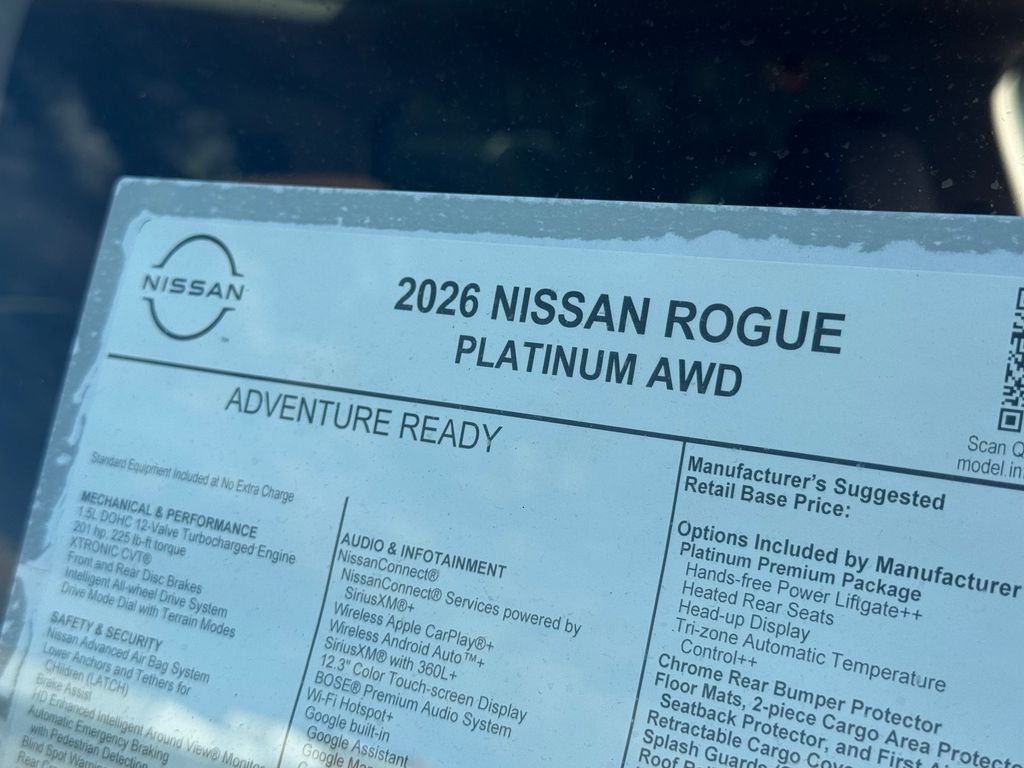 NISSAN
2026 NISSAN ROGUE
PLATINUM AWD
Scan Q
model.in
ADVENTURE READY
Standard Equipment Included at No Extra Charge
MECHANICAL & PERFORMANCE
1.5L DOHC 12-Valve Turbocharged Engine
201 hp, 225 lb-ft torque
XTRONIC CVT®
Front and Rear Disc Brakes
Intelligent All-wheel Drive System
Drive Mode Dial with Terrain Modes
SAFETY & SECURITY
Nissan Advanced Air Bag System
Lower Anchors and Tethers for
CHildren (LATCH)
Brake Assist
HD Enhanced Intelligent Around View® Monitor
Automatic Emergency Braking
with Pedestrian Detection
Blind Spot Warning
Rear
AUDIO & INFOTAINMENT
NissanConnect®
NissanConnect® Services powered by
SiriusXM®+
Wireless Apple CarPlay®+
Wireless Android Auto™+
SiriusXM® with 360L+
12.3" Color Touch-screen Display
BOSE® Premium Audio System
Wi-Fi Hotspot+
Google built-in
Google Assistant
Google
Manufacturer's Suggested
Retail Base Price:
Options Included by Manufacturer
Platinum Premium Package
Hands-free Power Liftgate++
Heated Rear Seats
Head-up Display
Tri-zone Automatic Temperature
Control++
Chrome Rear Bumper Protector
Floor Mats, 2-piece Cargo Area Protecto
Seatback Protector, and First A
Retractable Cargo Cove
Splash Guards
Roof